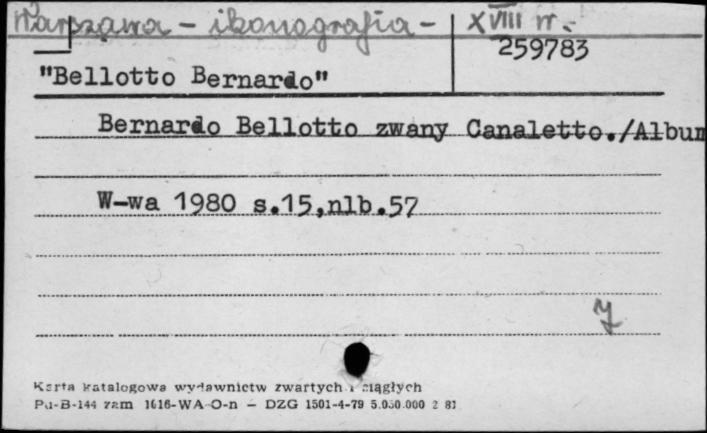 Warszawa - ikonografia - XVIII w.
259783
"Bellotto Bernardo"
Bernardo Bellotto zwany Canaletto./Album
W-wa 1980 s.15,nlb.57
Karta katalogowa wydawnictw zwartych i ciągłych
Pu-B-144 zam 1616-WA-O-n — DZG 1501-4-79 5.050.000 2 81